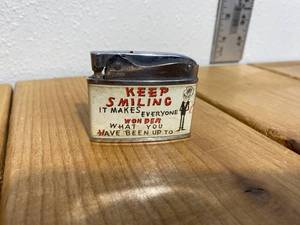 KEEP
SMILING
IT MAKES EVERYONE
WONDER
WHAT YOU
HAVE BEEN UP TO